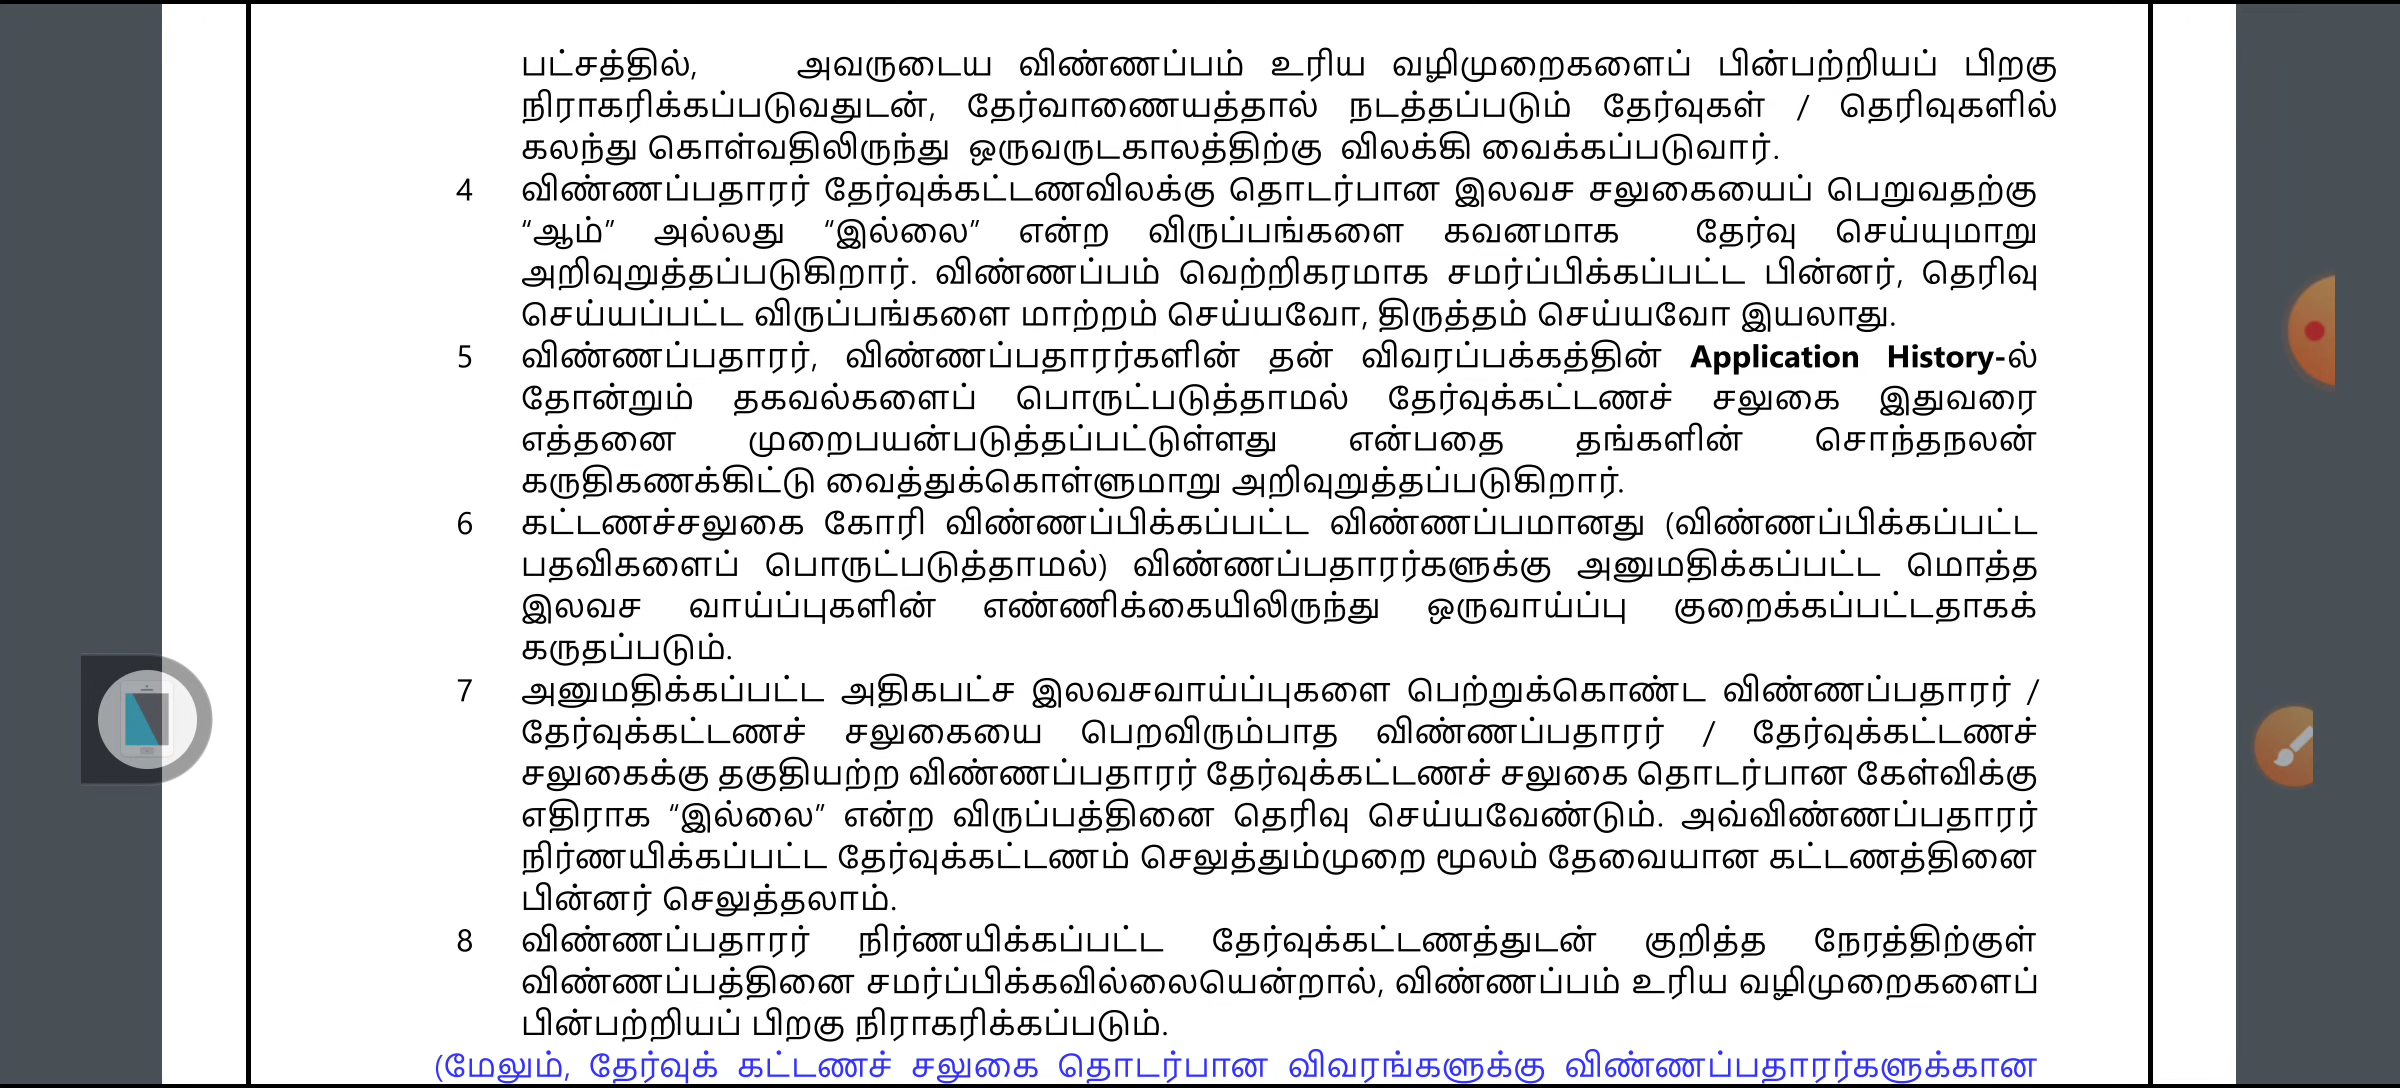 பட்சத்தில், அவருடைய விண்ணப்பம் உரிய வழிமுறைகளைப் பின்பற்றியப் பிறகு
நிராகரிக்கப்படுவதுடன், தேர்வாணையத்தால் நடத்தப்படும் தேர்வுகள் / தெரிவுகளில்
கலந்து கொள்வதிலிருந்து ஒருவருடகாலத்திற்கு விலக்கி வைக்கப்படுவார்.
4 விண்ணப்பதாரர் தேர்வுக்கட்டணவிலக்கு தொடர்பான இலவச சலுகையைப் பெறுவதற்கு
“ஆம்” அல்லது “இல்லை” என்ற விருப்பங்களை கவனமாக தேர்வு செய்யுமாறு
அறிவுறுத்தப்படுகிறார். விண்ணப்பம் வெற்றிகரமாக சமர்ப்பிக்கப்பட்ட பின்னர், தெரிவு
செய்யப்பட்ட விருப்பங்களை மாற்றம் செய்யவோ, திருத்தம் செய்யவோ இயலாது.
5 விண்ணப்பதாரர், விண்ணப்பதாரர்களின் தன் விவரப்பக்கத்தின் Application History-ல்
தோன்றும் தகவல்களைப் பொருட்படுத்தாமல் தேர்வுக்கட்டணச் சலுகை இதுவரை
எத்தனை முறைபயன்படுத்தப்பட்டுள்ளது என்பதை தங்களின் சொந்தநலன்
கருதிகணக்கிட்டு வைத்துக்கொள்ளுமாறு அறிவுறுத்தப்படுகிறார்.
6 கட்டணச்சலுகை கோரி விண்ணப்பிக்கப்பட்ட விண்ணப்பமானது (விண்ணப்பிக்கப்பட்ட
பதவிகளைப் பொருட்படுத்தாமல்) விண்ணப்பதாரர்களுக்கு அனுமதிக்கப்பட்ட மொத்த
இலவச வாய்ப்புகளின் எண்ணிக்கையிலிருந்து ஒருவாய்ப்பு குறைக்கப்பட்டதாகக்
கருதப்படும்.
7 அனுமதிக்கப்பட்ட அதிகபட்ச இலவசவாய்ப்புகளை பெற்றுக்கொண்ட விண்ணப்பதாரர் /
தேர்வுக்கட்டணச் சலுகையை பெறவிரும்பாத விண்ணப்பதாரர் / தேர்வுக்கட்டணச்
சலுகைக்கு தகுதியற்ற விண்ணப்பதாரர் தேர்வுக்கட்டணச் சலுகை தொடர்பான கேள்விக்கு
எதிராக “இல்லை” என்ற விருப்பத்தினை தெரிவு செய்யவேண்டும். அவ்விண்ணப்பதாரர்
நிர்ணயிக்கப்பட்ட தேர்வுக்கட்டணம் செலுத்தும்முறை மூலம் தேவையான கட்டணத்தினை
பின்னர் செலுத்தலாம்.
8 விண்ணப்பதாரர் நிர்ணயிக்கப்பட்ட தேர்வுக்கட்டணத்துடன் குறித்த நேரத்திற்குள்
விண்ணப்பத்தினை சமர்ப்பிக்கவில்லையென்றால், விண்ணப்பம் உரிய வழிமுறைகளைப்
பின்பற்றியப் பிறகு நிராகரிக்கப்படும்.
(மேலும், தேர்வுக் கட்டணச் சலுகை தொடர்பான விவரங்களுக்கு விண்ணப்பதாரர்களுக்கான